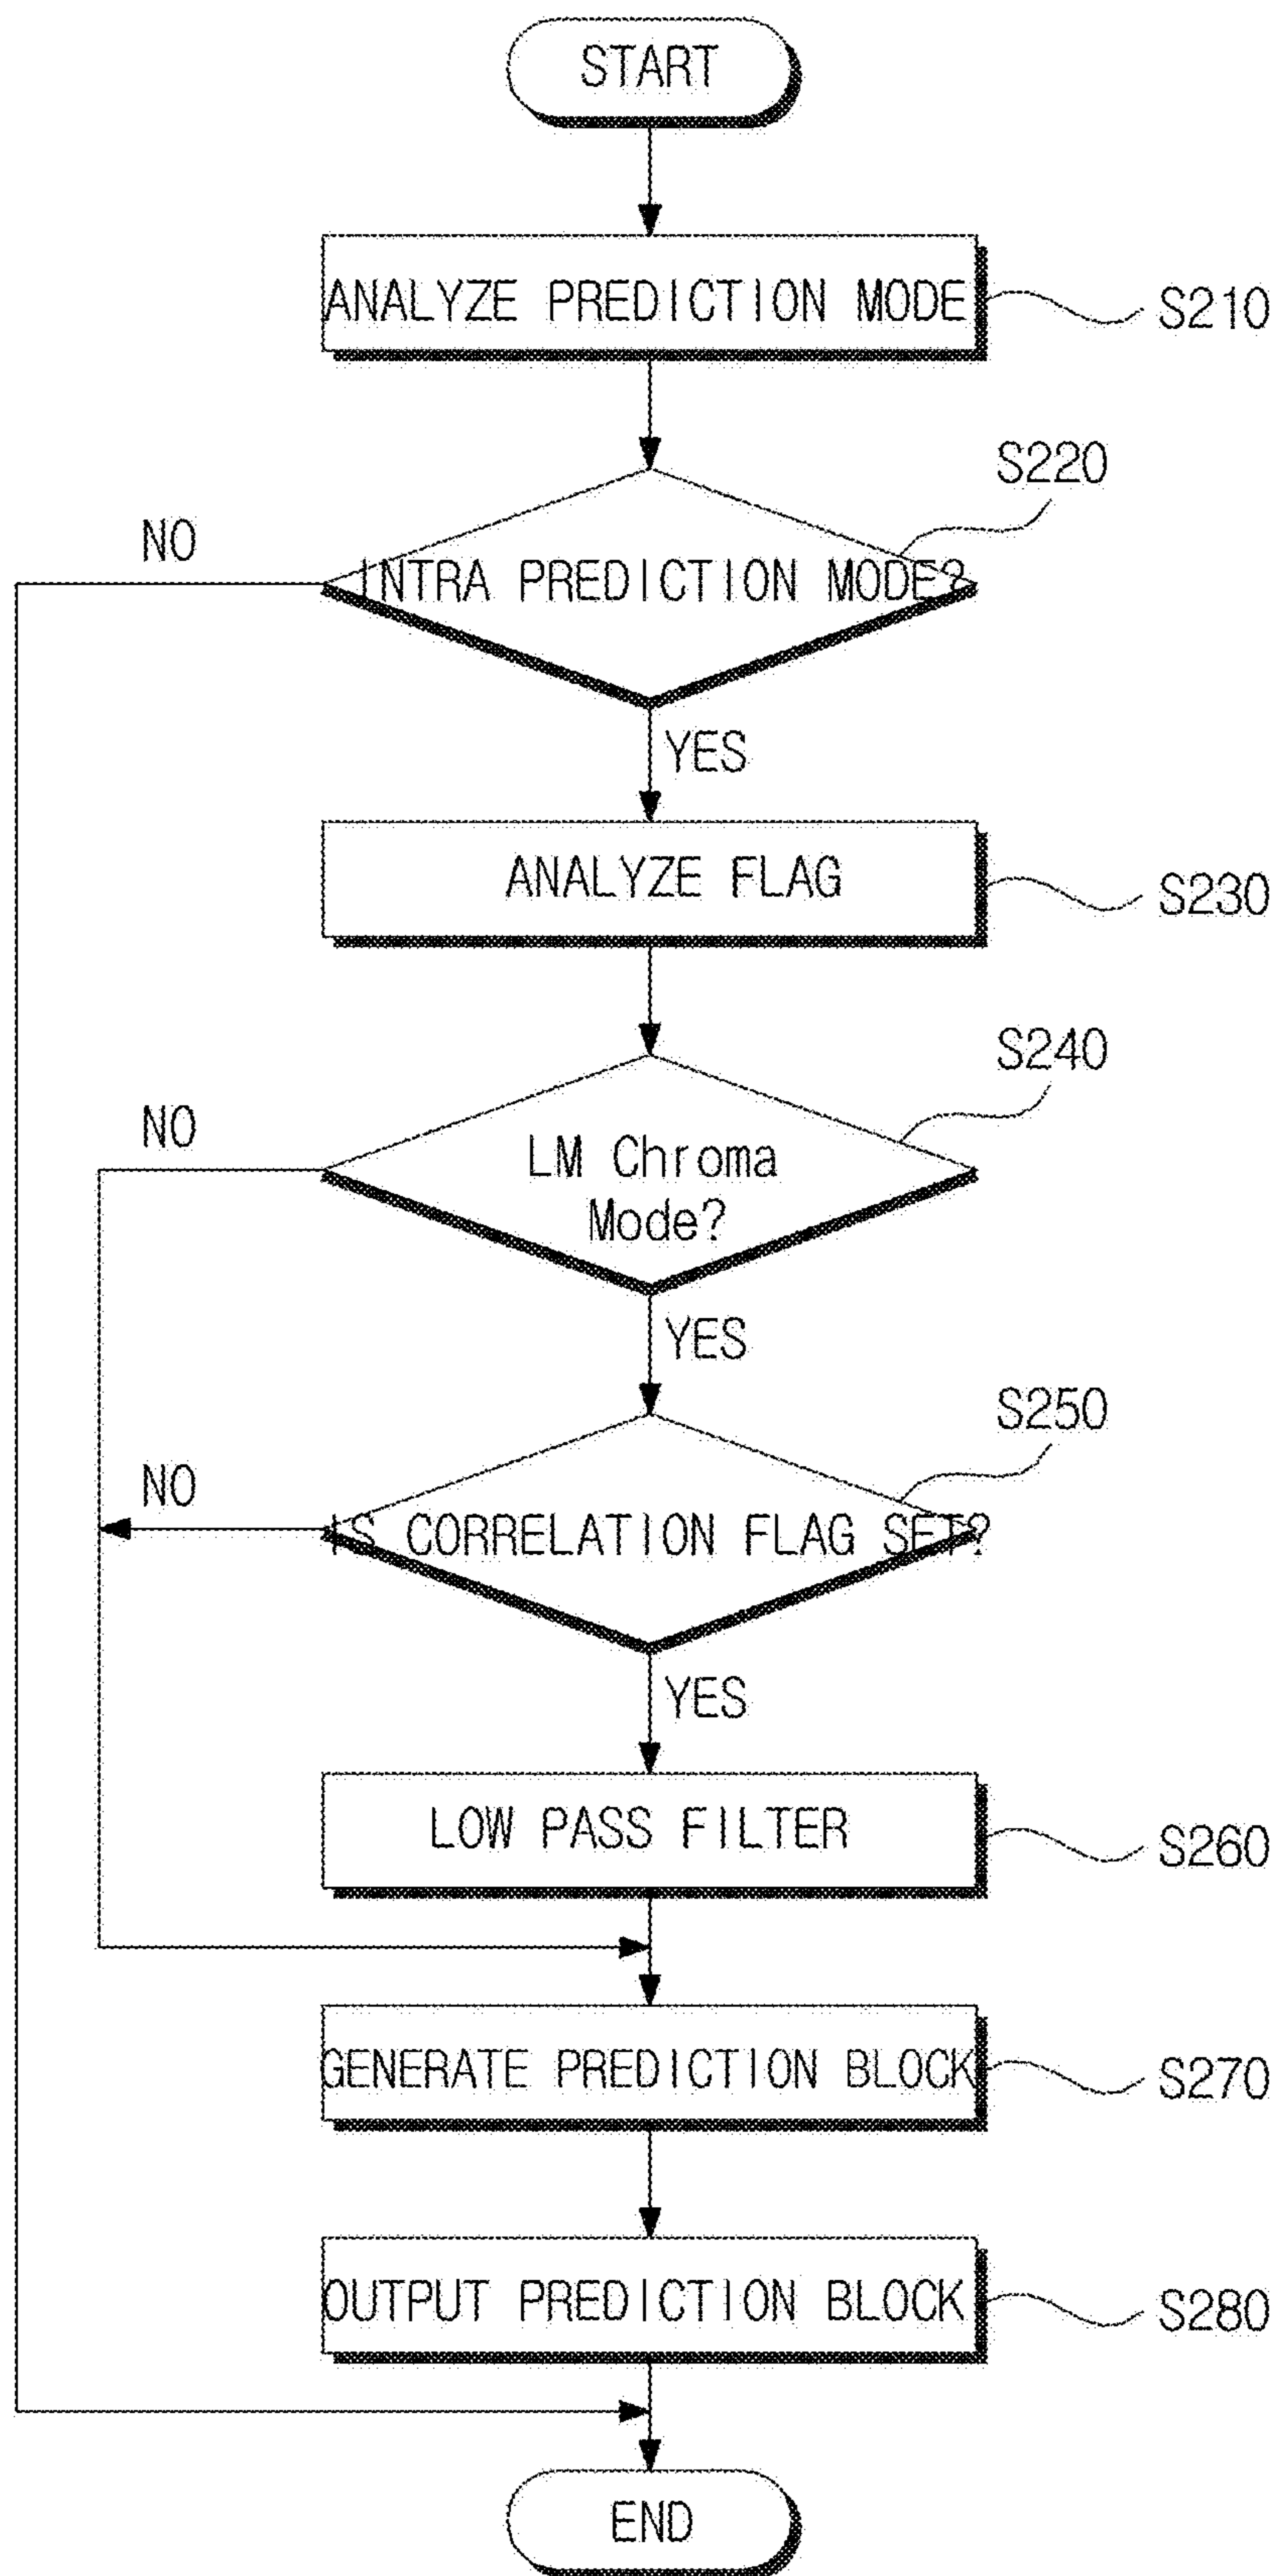 START
ANALYZE PREDICTION MODE
S210
S220
NO
INTRA PREDICTION MODE?
YES
ANALYZE FLAG
S230
S240
NO
LM Chroma
Mode?
YES
S250
NO
IS CORRELATION FLAG SET?
YES
LOW PASS FILTER
S260
GENERATE PREDICTION BLOCK
S270
OUTPUT PREDICTION BLOCK
S280
END